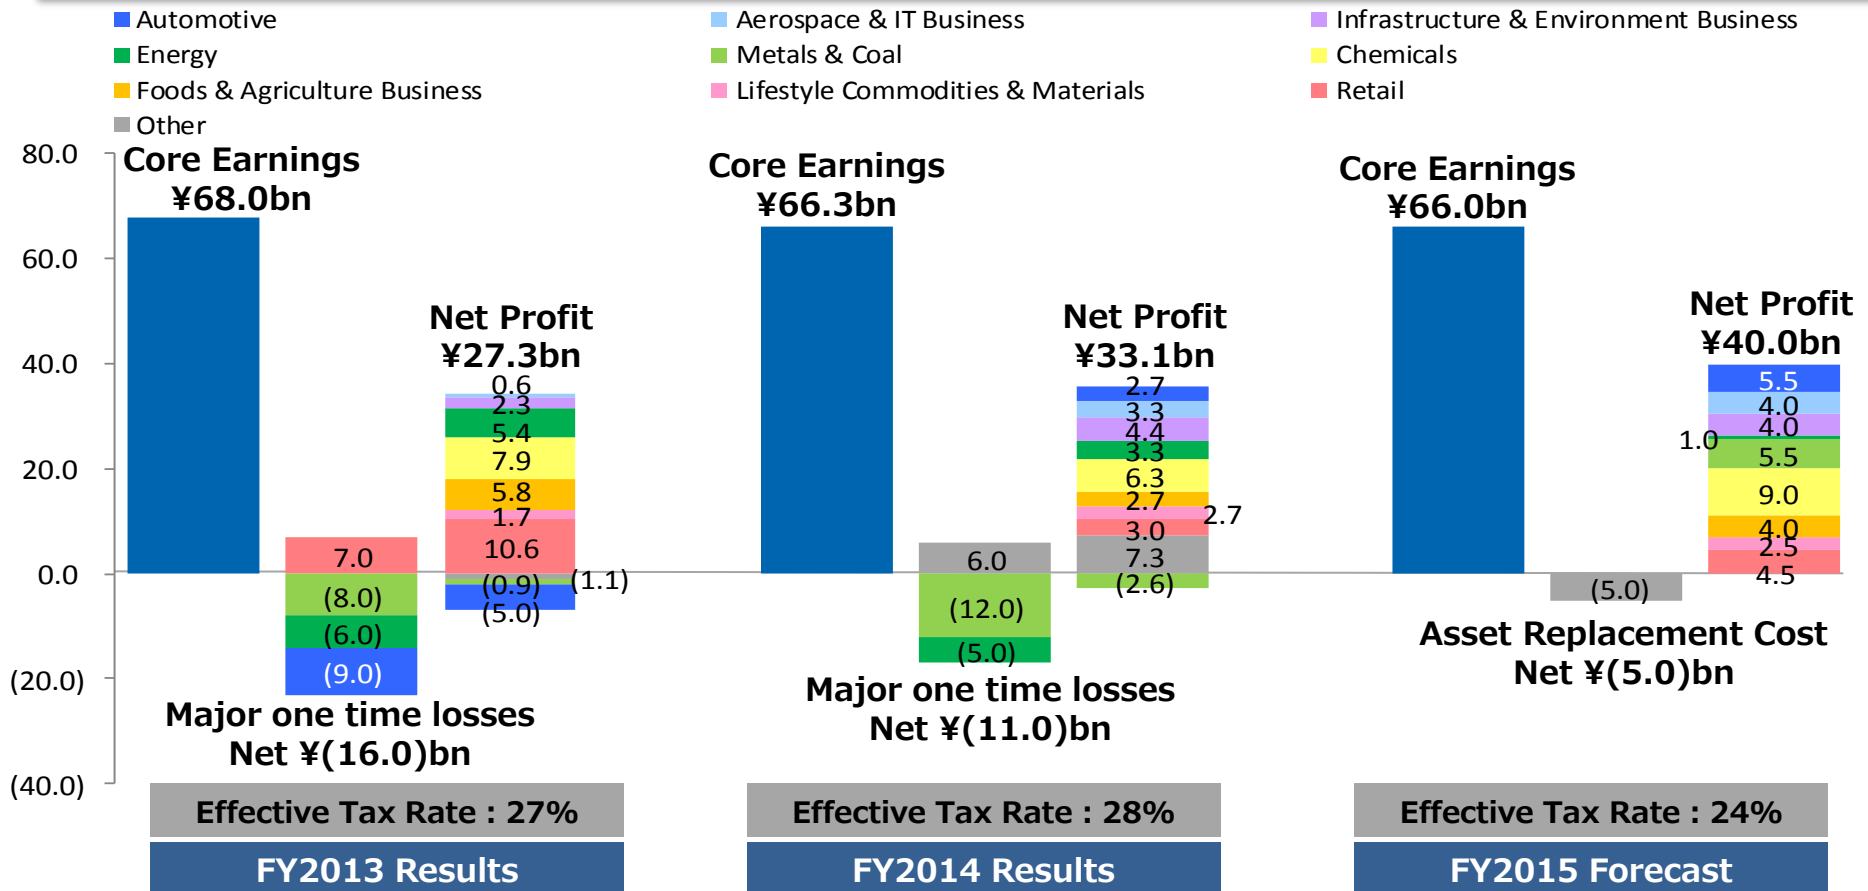 Automotive
Aerospace & IT Business
Infrastructure & Environment Business
Energy
Metals & Coal
Chemicals
Foods & Agriculture Business
Lifestyle Commodities & Materials
Retail
Other
80.0
60.0
40.0
20.0
0.0
(20.0)
(40.0)
Core Earnings
¥68.0bn
7.0
(8.0)
(6.0)
(9.0)
Major one time losses
Net ¥(16.0)bn
Net Profit
¥27.3bn
0.6
2.3
5.4
7.9
5.8
1.7
10.6
(0.9)
(1.1)
(5.0)
Effective Tax Rate : 27%
FY2013 Results
Core Earnings
¥66.3bn
6.0
(12.0)
(5.0)
Major one time losses
Net ¥(11.0)bn
Net Profit
¥33.1bn
2.7
3.3
4.4
3.3
6.3
2.7
2.7
3.0
7.3
(2.6)
Effective Tax Rate : 28%
FY2014 Results
Core Earnings
¥66.0bn
(5.0)
Asset Replacement Cost
Net ¥(5.0)bn
Net Profit
¥40.0bn
5.5
4.0
4.0
1.0
5.5
9.0
4.0
2.5
4.5
Effective Tax Rate : 24%
FY2015 Forecast